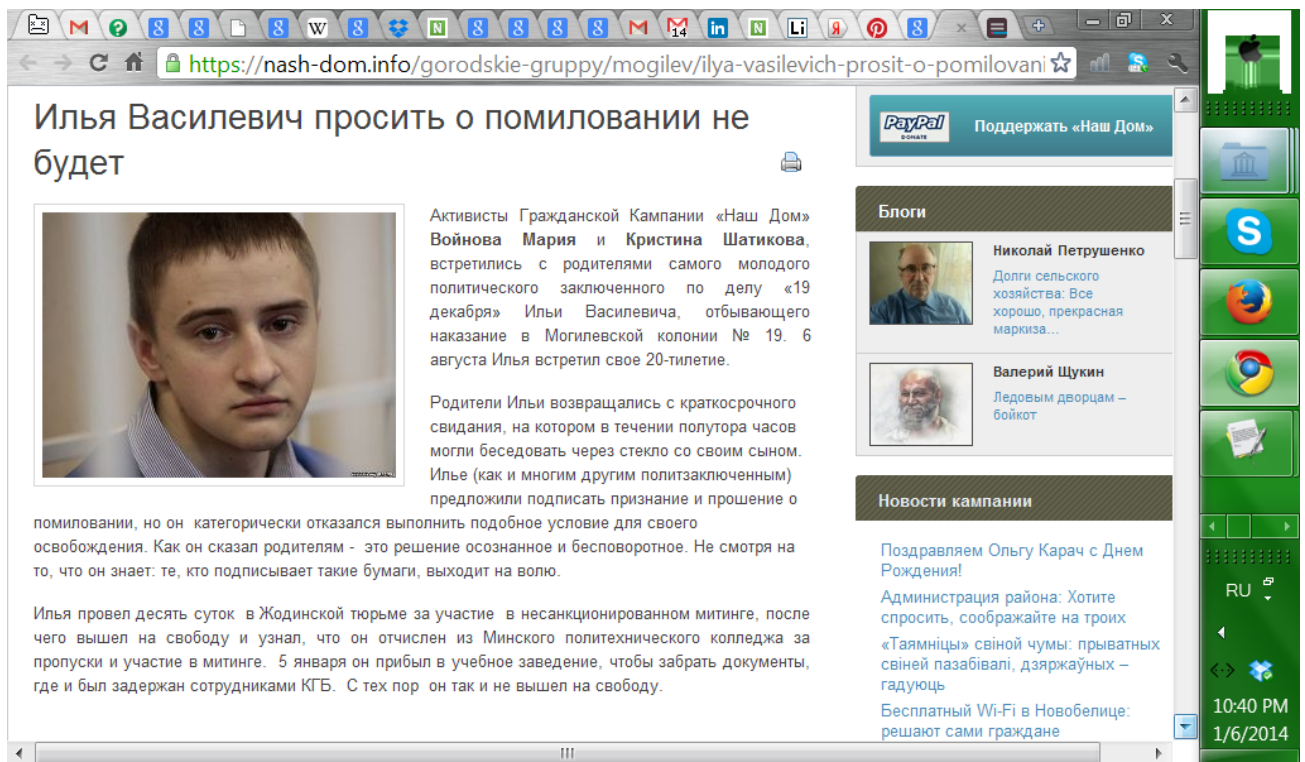 W
N
M
14
in
N
Li
Я
https://nash-dom.info/gorodskie-gruppy/mogilev/ilya-vasilevich-prosit-o-pomilovani
Илья Василевич просить о помиловании не
будет
Активисты Гражданской Кампании «Наш Дом»
Войнова Мария и Кристина Шатикова,
встретились с родителями самого молодого
политического заключенного по делу «19
декабря» Ильи Василевича, отбывающего
наказание в Могилевской колонии № 19. 6
августа Илья встретил свое 20-тилетие.
Родители Ильи возвращались с краткосрочного
свидания, на котором в течении полутора часов
могли беседовать через стекло со своим сыном.
Илье (как и многим другим политзаключенным)
предложили подписать признание и прошение о
помиловании, но он категорически отказался выполнить подобное условие для своего
освобождения. Как он сказал родителям - это решение осознанное и бесповоротное. Не смотря на
то, что он знает: те, кто подписывает такие бумаги, выходит на волю.
Илья провел десять суток в Жодинской тюрьме за участие в несанкционированном митинге, после
чего вышел на свободу и узнал, что он отчислен из Минского политехнического колледжа за
пропуски и участие в митинге. 5 января он прибыл в учебное заведение, чтобы забрать документы,
где и был задержан сотрудниками КГБ. С тех пор он так и не вышел на свободу.
PayPal
DONATE
Поддержать «Наш Дом»
Блоги
Николай Петрушенко
Долги сельского
хозяйства: Все
хорошо, прекрасная
маркиза...
Валерий Щукин
Ледовым дворцам –
бойкот
Новости кампании
Поздравляем Ольгу Карач с Днем
Рождения!
Администрация района: Хотите
спросить, соображайте на троих
«Таямніцы» свіной чумы: прыватных
свіней пазабівалі, дзяржаўных –
гадуюць
Бесплатный Wi-Fi в Новобелице:
решают сами граждане
RU
10:40 PM
1/6/2014